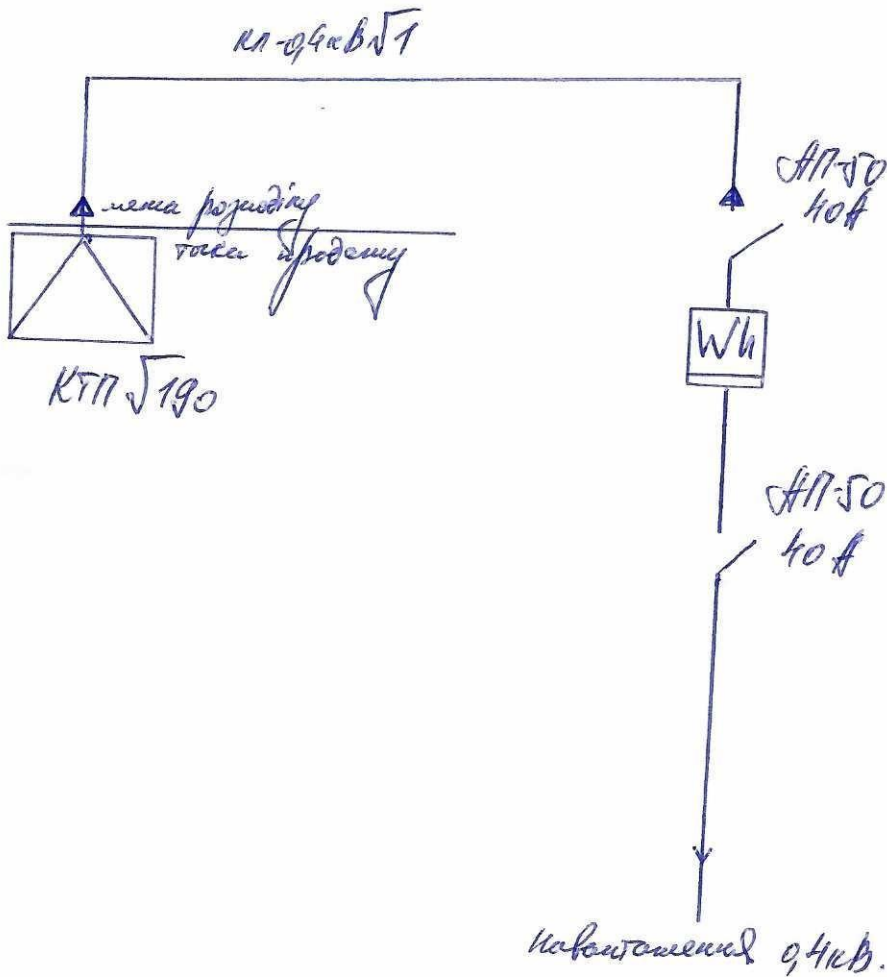 кл-0,4кВ №1
АП-50
40А
межа розподілу
точка продажу
Wh
КТП №190
АП-50
40А
навантаження 0,4кВ.